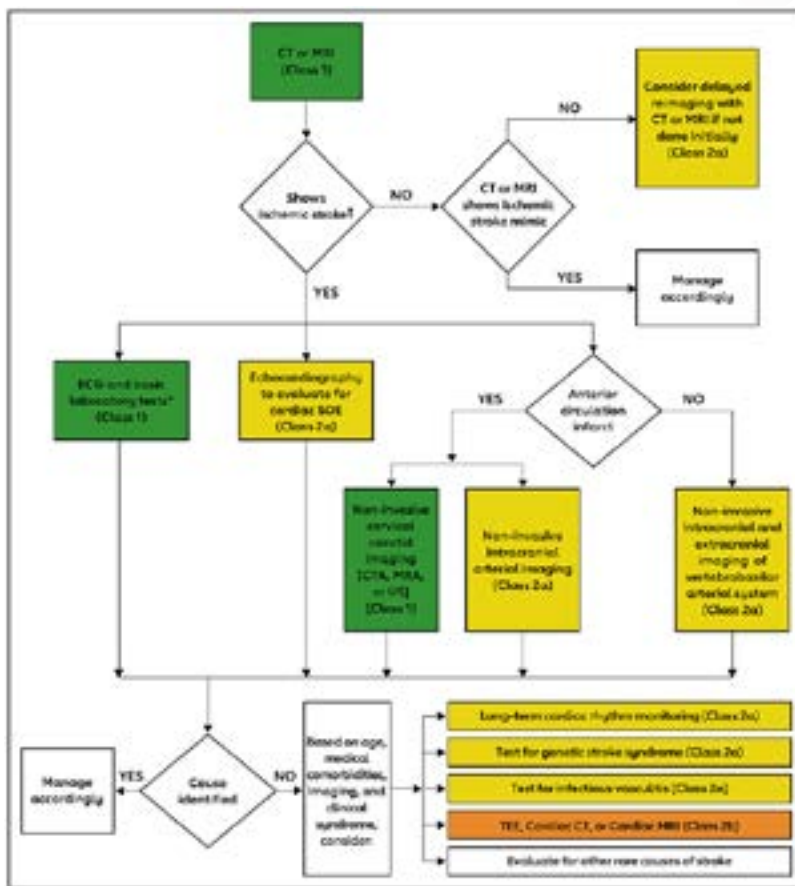 CT or MRI
(Class 1)
NO
Consider delayed
reimaging with
CT or MRI if not
done initially
(Class 2a)
Shows
ischemic stroke†
NO
CT or MRI
shows ischemic
stroke mimic
YES
YES
Manage
accordingly
ECG and basic
laboratory tests*
(Class 1)
Echocardiography
to evaluate for
cardiac SOE
(Class 2a)
YES
Anterior
circulation
infarct
NO
Non-invasive
cervical
carotid
imaging
[CTA, MRA,
or US]
(Class 1)
Non-invasive
intracranial
arterial imaging
(Class 2a)
Non-invasive
intracranial and
extracranial
imaging of
vertebrobasilar
arterial system
(Class 2a)
Manage
accordingly
YES
Cause
identified
NO
Based on age,
medical
comorbidities,
imaging, and
clinical
syndrome,
consider:
Long-term cardiac rhythm monitoring (Class 2a)
Test for genetic stroke syndrome (Class 2a)
Test for infectious vasculitis (Class 2a)
TEE, Cardiac CT, or Cardiac MRI (Class 2b)
Evaluate for other rare causes of stroke